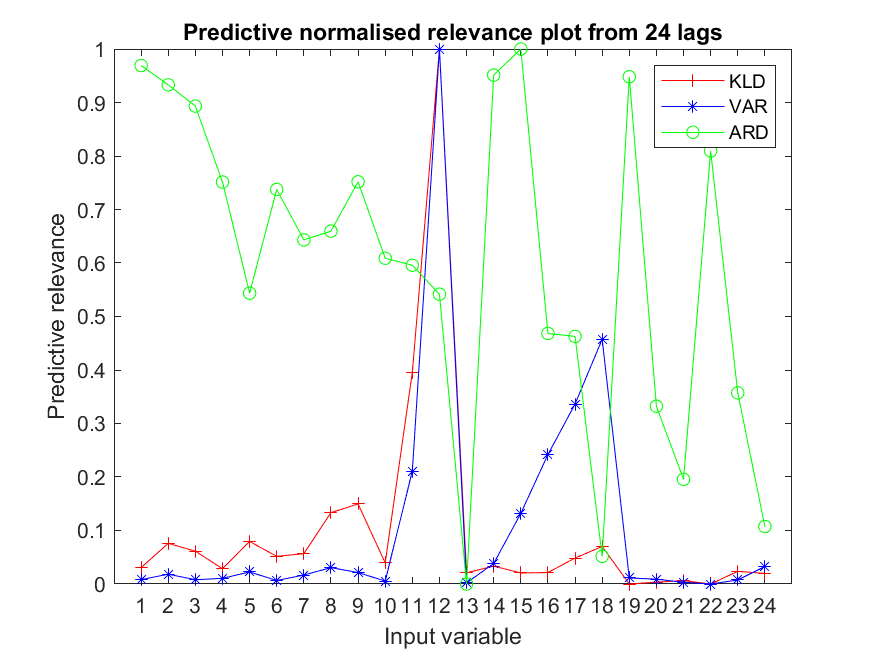 Predictive normalised relevance plot from 24 lags
KLD
VAR
ARD
1
0.9
0.8
0.7
0.6
0.5
0.4
0.3
0.2
0.1
0
Predictive relevance
1 2 3 4 5 6 7 8 9 10 11 12 13 14 15 16 17 18 19 20 21 22 23 24
Input variable